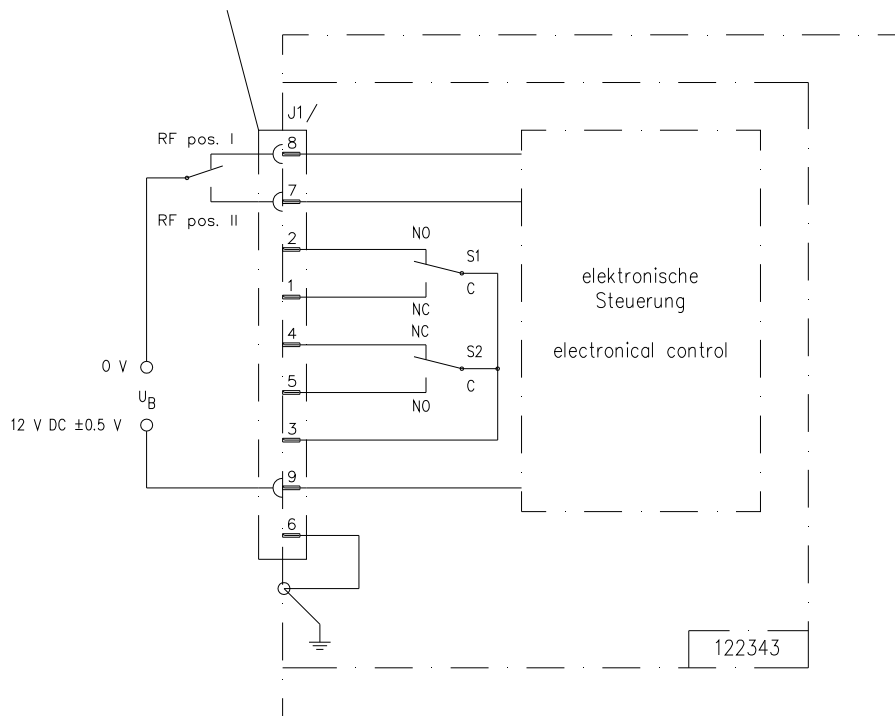 J1/
RF pos. I
8
7
RF pos. II
2
NO
S1
1
C
NC
4
NC
S2
0 V
5
C
U_B
NO
12 V DC ±0.5 V
3
9
6
elektronische
Steuerung
electronical control
122343